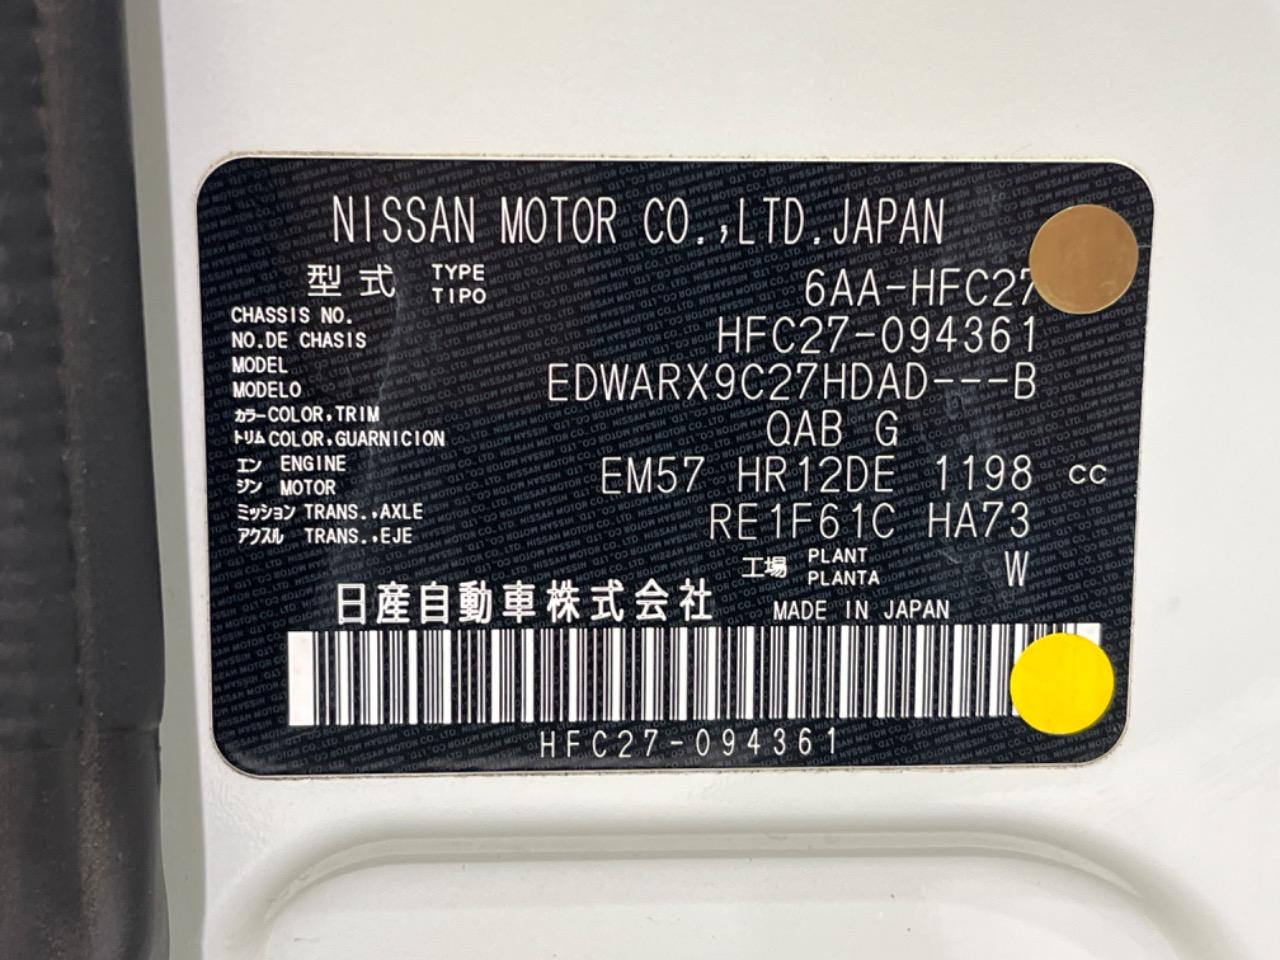 NISSAN MOTOR CO.,LTD.JAPAN
型式 TYPE TIPO 6AA-HFC27
CHASSIS NO.
NO.DE CHASIS HFC27-094361
MODEL
MODELO EDWARX9C27HDAD---B
カラー COLOR,TRIM
トリム COLOR,GUARNICION QAB G
エン ENGINE
ジン MOTOR EM57 HR12DE 1198 cc
ミッション TRANS.,AXLE
アクスル TRANS.,EJE RE1F61C HA73
工場 PLANT PLANTA W
日産自動車株式会社 MADE IN JAPAN
HFC27-094361